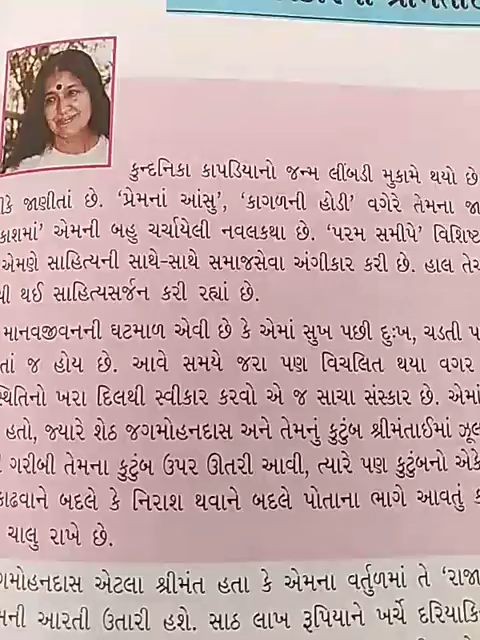 કુન્દનિકા કાપડિયાનો જન્મ લીંબડી મુકામે થયો છે
જાણીતાં છે. ‘પ્રેમનાં આંસુ’, ‘કાગળની હોડી’ વગેરે તેમના જા
કાશમાં’ એમની બહુ ચર્ચાયેલી નવલકથા છે. ‘પરમ સમીપે’ વિશિષ્ટ
એમણે સાહિત્યની સાથે-સાથે સમાજસેવા અંગીકાર કરી છે. હાલ તેઓ
થી થઈ સાહિત્યસર્જન કરી રહ્યાં છે.
માનવજીવનની ઘટમાળ એવી છે કે એમાં સુખ પછી દુઃખ, ચડતી પ
તાં જ હોય છે. આવે સમયે જરા પણ વિચલિત થયા વગર
સ્થિતિનો ખરા દિલથી સ્વીકાર કરવો એ જ સાચા સંસ્કાર છે. એમાં
હતો, જ્યારે શેઠ જગમોહનદાસ અને તેમનું કુટુંબ શ્રીમંતાઈમાં ઝૂલ
ગરીબી તેમના કુટુંબ ઉપર ઊતરી આવી, ત્યારે પણ કુટુંબનો એકે
કાઢવાને બદલે કે નિરાશ થવાને બદલે પોતાના ભાગે આવતું ક
ચાલુ રાખે છે.
ગમોહનદાસ એટલા શ્રીમંત હતા કે એમના વર્તુળમાં તે ‘રાજા
મની આરતી ઉતારી હશે. સાઠ લાખ રૂપિયાને ખર્ચે દરિયાકિ